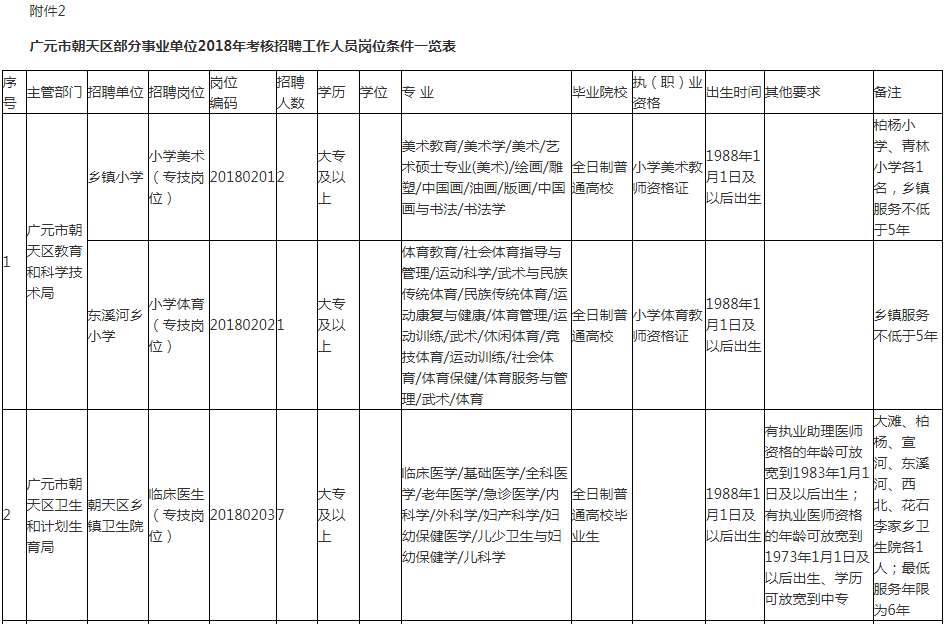 附件2
广元市朝天区部分事业单位2018年考核招聘工作人员岗位条件一览表
序
号
主管部门
招聘单位
招聘岗位
岗位
编码
招聘
人数
学历
学位
专 业
毕业院校
执（职）业
资格
出生时间
其他要求
备注
1
广元市朝
天区教育
和科学技
术局
乡镇小学
小学美术
（专技岗
位）
20180201
2
大专
及以
上
美术教育/美术学/美术/艺
术硕士专业(美术)/绘画/雕
塑/中国画/油画/版画/中国
画与书法/书法学
全日制普
通高校
小学美术教
师资格证
1988年1
月1日及
以后出生
柏杨小
学、青林
小学各1
名，乡镇
服务不低
于5年
东溪河乡
小学
小学体育
（专技岗
位）
20180202
1
大专
及以
上
体育教育/社会体育指导与
管理/运动科学/武术与民族
传统体育/民族传统体育/运
动康复与健康/体育管理/运
动训练/武术/休闲体育/竞
技体育/运动训练/社会体
育/体育保健/体育服务与管
理/武术/体育
全日制普
通高校
小学体育教
师资格证
1988年1
月1日及
以后出生
乡镇服务
不低于5年
2
广元市朝
天区卫生
和计划生
育局
朝天区乡
镇卫生院
临床医生
（专技岗
位）
20180203
7
大专
及以
上
临床医学/基础医学/全科医
学/老年医学/急诊医学/内
科学/外科学/妇产科学/妇
幼保健医学/儿少卫生与妇
幼保健学/儿科学
全日制普
通高校毕
业生
1988年1
月1日及
以后出生
有执业助理医师
资格的年龄可放
宽到1983年1月1
日及以后出生；
有执业医师资格
的年龄可放宽到
1973年1月1日及
以后出生、学历
可放宽到中专
大滩、柏
杨、宣
河、东溪
河、西
北、花石
李家乡卫
生院各1
人；最低
服务年限
为6年